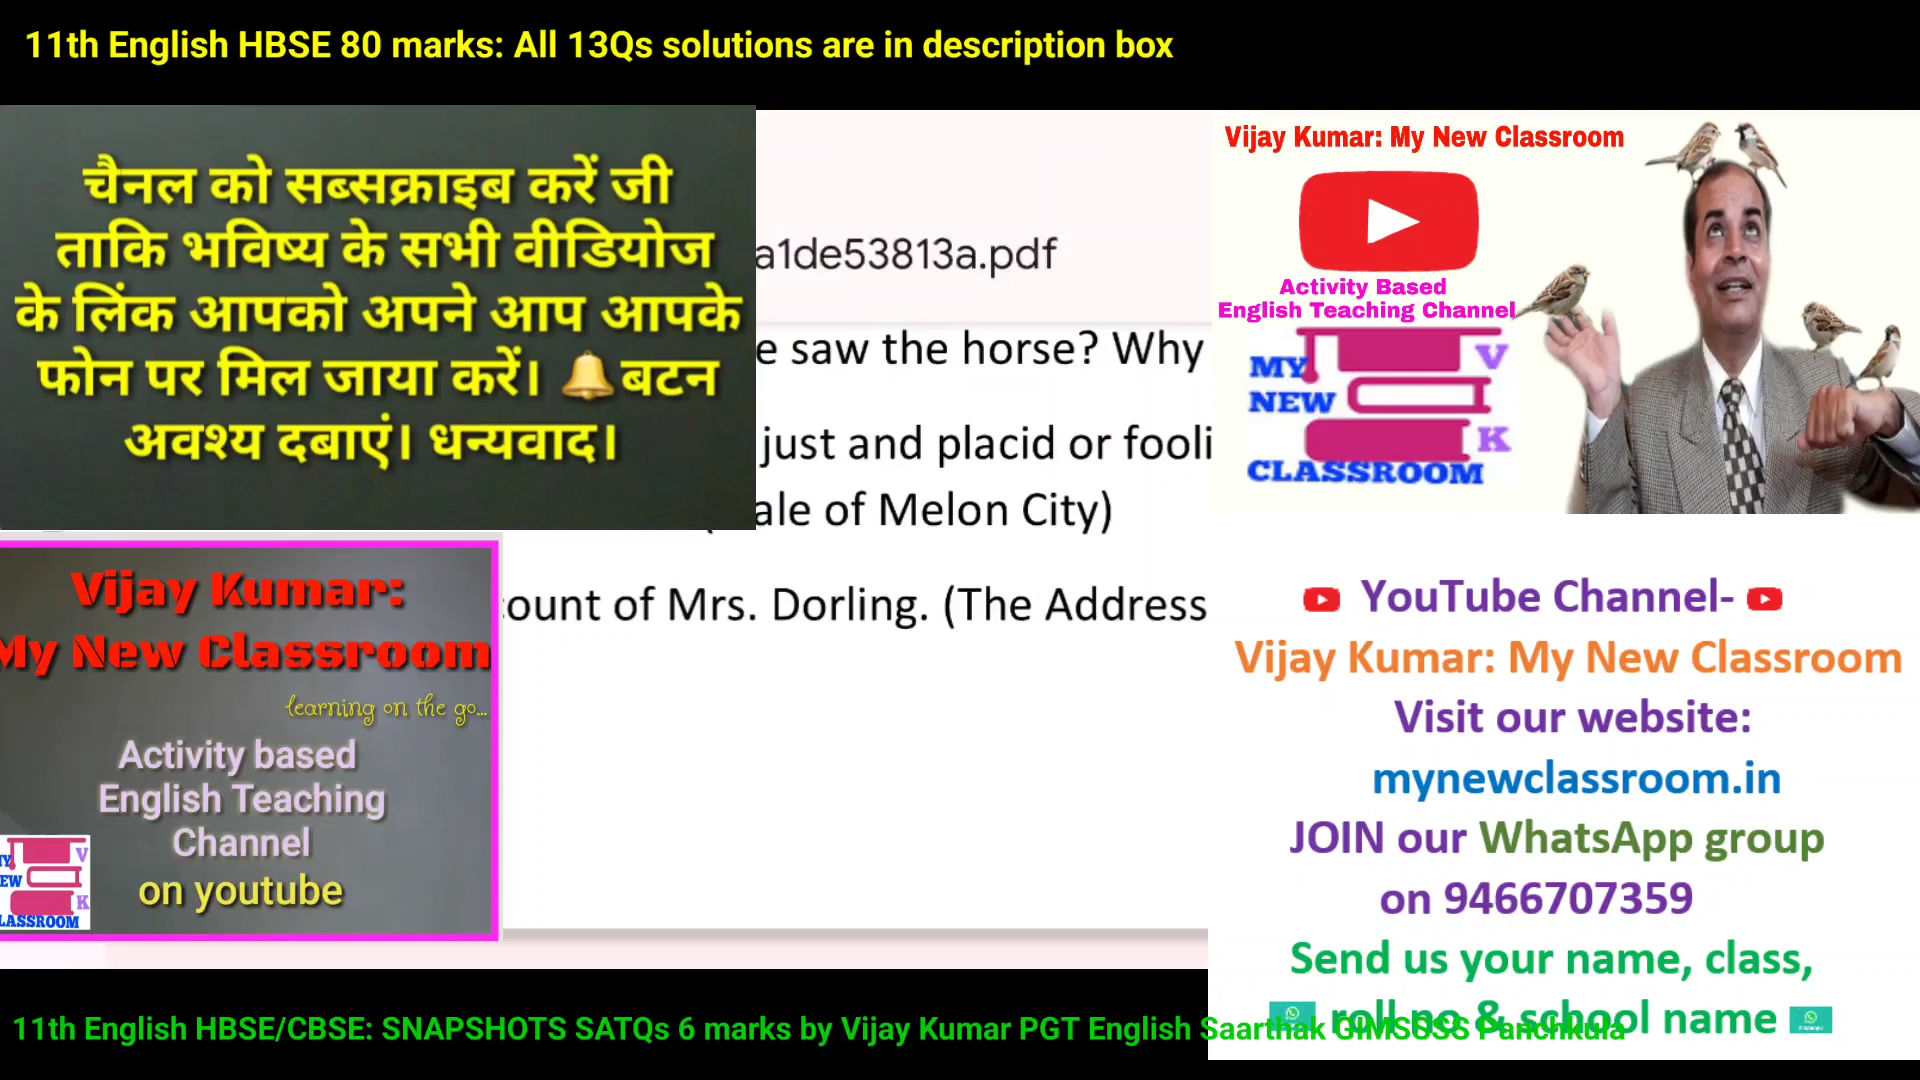 11th English HBSE 80 marks: All 13Qs solutions are in description box
चैनल को सब्सक्राइब करें जी
ताकि भविष्य के सभी वीडियोज
के लिंक आपको अपने आप आपके
फोन पर मिल जाया करें। 🔔बटन
अवश्य दबाएं। धन्यवाद।
a1de53813a.pdf
e saw the horse? Why
just and placid or fooli
ale of Melon City)
ount of Mrs. Dorling. (The Address
Vijay Kumar: My New Classroom
Activity Based
English Teaching Channel
MY V
NEW
K
CLASSROOM
Vijay Kumar:
My New Classroom
learning on the go...
Activity based
English Teaching
Channel
on youtube
V
EW
K
LASSROOM
YouTube Channel-
Vijay Kumar: My New Classroom
Visit our website:
mynewclassroom.in
JOIN our WhatsApp group
on 9466707359
Send us your name, class,
roll no & school name
11th English HBSE/CBSE: SNAPSHOTS SATQs 6 marks by Vijay Kumar PGT English Saarthak GIMSSSS Panchkula